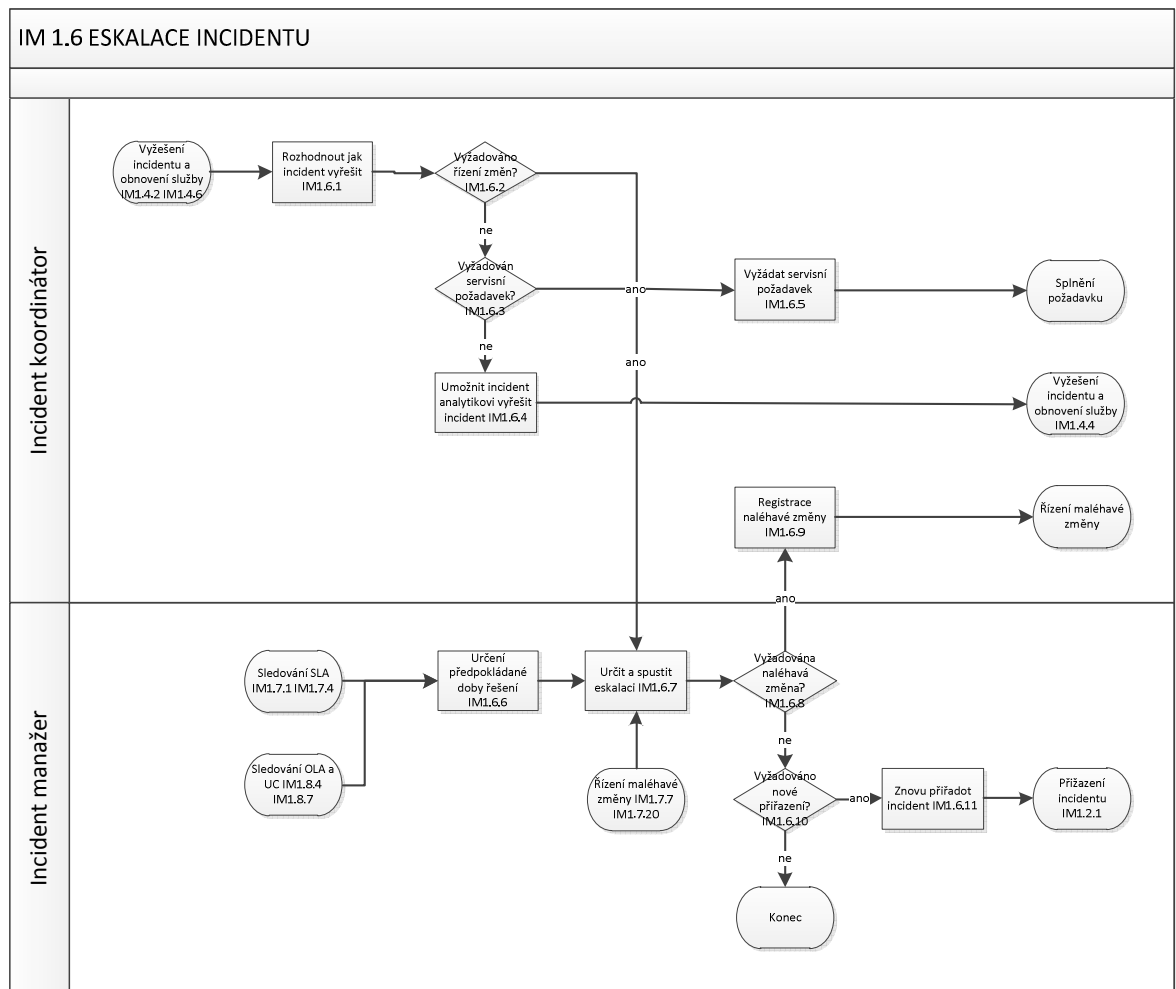 IM 1.6 ESKALACE INCIDENTU
Incident koordinátor
Vyžešení
incidentu a
obnovení služby
IM1.4.2 IM1.4.6
Rozhodnout jak
incident vyřešit
IM1.6.1
Vyžadováno
řízení změn?
IM1.6.2
ne
Vyžadován
servisní
požadavek?
IM1.6.3
ano
Vyžádat servisní
požadavek
IM1.6.5
Splnění
požadavku
ne
ano
Umožnit incident
analytikovi vyřešit
incident IM1.6.4
Vyžešení
incidentu a
obnovení služby
IM1.4.4
Registrace
naléhavé změny
IM1.6.9
Řízení maléhavé
změny
ano
Incident manažer
Sledování SLA
IM1.7.1 IM1.7.4
Určení
předpokládané
doby řešení
IM1.6.6
Určit a spustit
eskalaci IM1.6.7
Vyžadována
naléhavá
změna?
IM1.6.8
ne
Sledování OLA a
UC IM1.8.4
IM1.8.7
Řízení maléhavé
změny IM1.7.7
IM1.7.20
Vyžadováno
nové
přiřazení?
IM1.6.10
ano
Znovu přiřadot
incident IM1.6.11
Přižazení
incidentu
IM1.2.1
ne
Konec